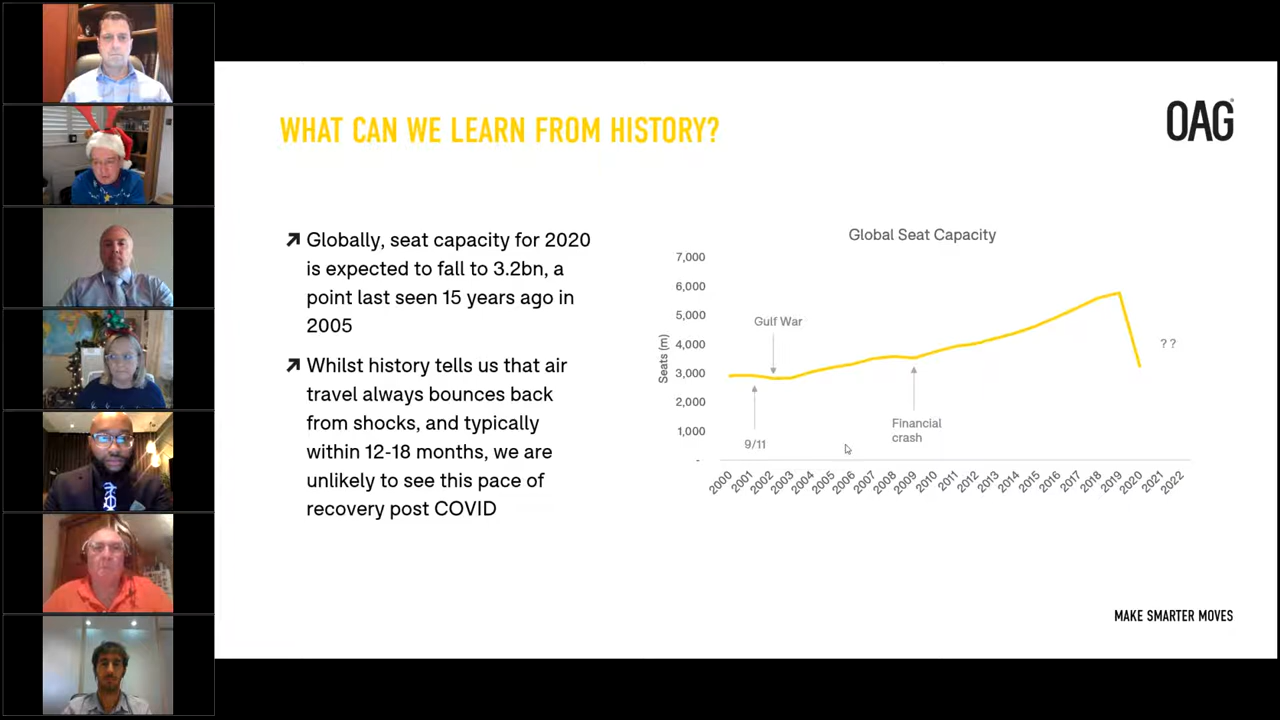 WHAT CAN WE LEARN FROM HISTORY?
OAG
Globally, seat capacity for 2020
is expected to fall to 3.2bn, a
point last seen 15 years ago in
2005
Whilst history tells us that air
travel always bounces back
from shocks, and typically
within 12-18 months, we are
unlikely to see this pace of
recovery post COVID
Global Seat Capacity
7,000
6,000
5,000
4,000
3,000
2,000
1,000
-
Seats (m)
Gulf War
9/11
Financial
crash
? ?
2000 2001 2002 2003 2004 2005 2006 2007 2008 2009 2010 2011 2012 2013 2014 2015 2016 2017 2018 2019 2020 2021 2022
MAKE SMARTER MOVES